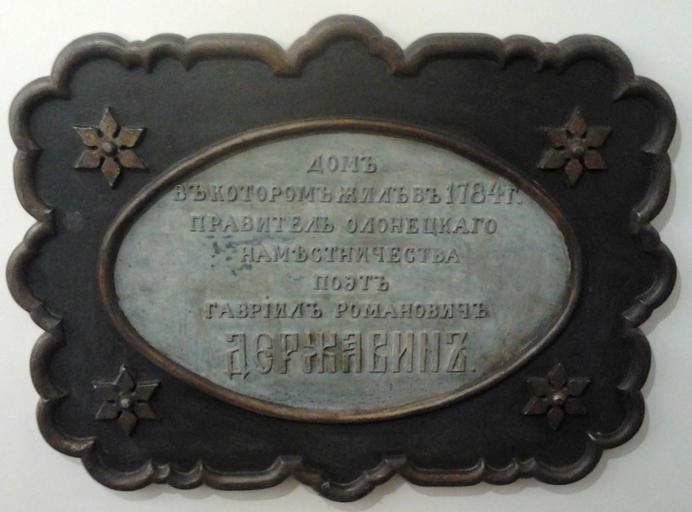 ДОМЪ
ВЪ КОТОРОМЪ ЖИЛЪ ВЪ 1784 Г.
ПРАВИТЕЛЬ ОЛОНЕЦКАГО
НАМѢСТНИЧЕСТВА
ПОЭТЪ
ГАВРІИЛЪ РОМАНОВИЧЪ
ДЕРЖАВИНЪ.